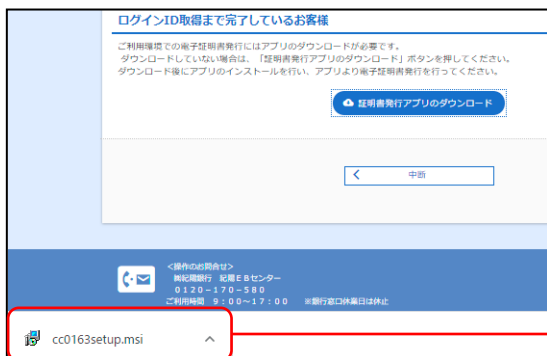 ログインID取得まで完了しているお客様
ご利用環境での電子証明書発行にはアプリのダウンロードが必要です。
ダウンロードしていない場合は、「証明書発行アプリのダウンロード」ボタンを押してください。
ダウンロード後にアプリのインストールを行い、アプリより電子証明書発行を行ってください。
証明書発行アプリのダウンロード
中断
<操作のお問合せ>
㈱紀陽銀行 紀陽EBセンター
0120-170-580
ご利用時間 9:00～17:00 ※銀行窓口休業日は休止
cc0163setup.msi